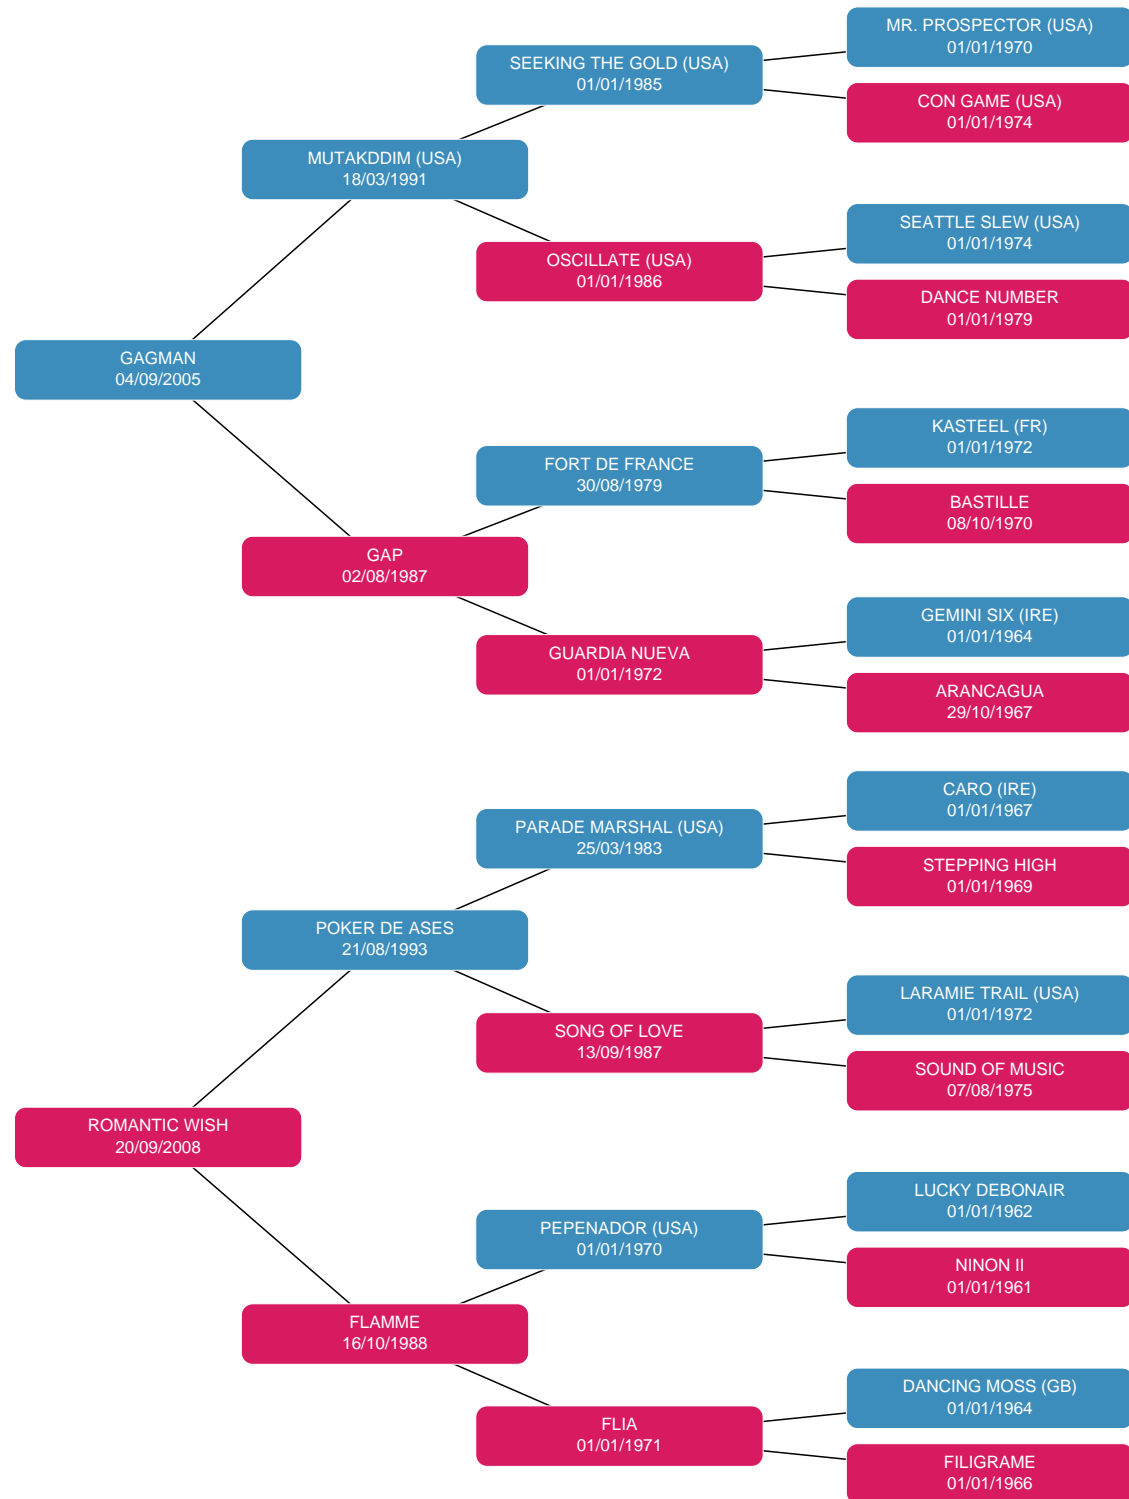 MR. PROSPECTOR (USA)
01/01/1970
SEEKING THE GOLD (USA)
01/01/1985
CON GAME (USA)
01/01/1974
MUTAKDDIM (USA)
18/03/1991
SEATTLE SLEW (USA)
01/01/1974
OSCILLATE (USA)
01/01/1986
DANCE NUMBER
01/01/1979
GAGMAN
04/09/2005
KASTEEL (FR)
01/01/1972
FORT DE FRANCE
30/08/1979
BASTILLE
08/10/1970
GAP
02/08/1987
GEMINI SIX (IRE)
01/01/1964
GUARDIA NUEVA
01/01/1972
ARANCAGUA
29/10/1967
CARO (IRE)
01/01/1967
PARADE MARSHAL (USA)
25/03/1983
STEPPING HIGH
01/01/1969
POKER DE ASES
21/08/1993
LARAMIE TRAIL (USA)
01/01/1972
SONG OF LOVE
13/09/1987
SOUND OF MUSIC
07/08/1975
ROMANTIC WISH
20/09/2008
LUCKY DEBONAIR
01/01/1962
PEPENADOR (USA)
01/01/1970
NINON II
01/01/1961
FLAMME
16/10/1988
DANCING MOSS (GB)
01/01/1964
FLIA
01/01/1971
FILIGRAME
01/01/1966